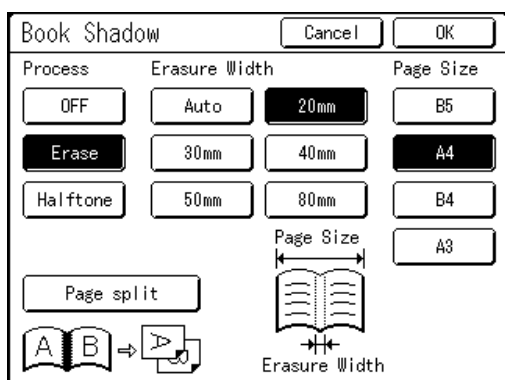 Book Shadow Cancel OK
Process Erasure Width Page Size
OFF Auto 20mm B5
Erase 30mm 40mm A4
Halftone 50mm 80mm B4
Page Size A3
Page split
A B A B
Erasure Width